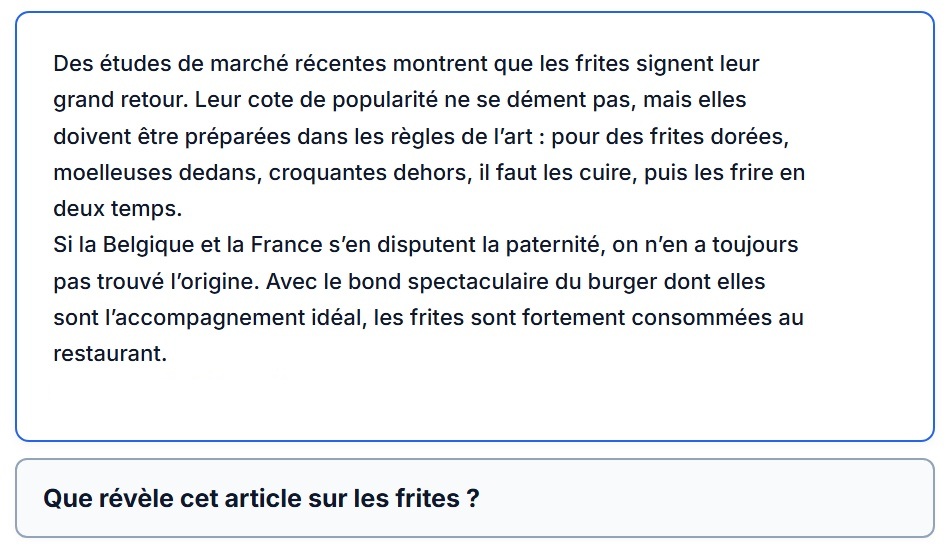 Des études de marché récentes montrent que les frites signent leur
grand retour. Leur cote de popularité ne se dément pas, mais elles
doivent être préparées dans les règles de l’art : pour des frites dorées,
moelleuses dedans, croquantes dehors, il faut les cuire, puis les frire en
deux temps.
Si la Belgique et la France s’en disputent la paternité, on n’en a toujours
pas trouvé l’origine. Avec le bond spectaculaire du burger dont elles
sont l’accompagnement idéal, les frites sont fortement consommées au
restaurant.
Que révèle cet article sur les frites ?